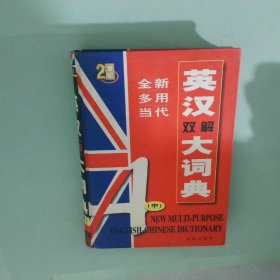 全新
多用
当代
英汉
双解
大词典
(中)
NEW MULTI-PURPOSE
ENGLISH-CHINESE DICTIONARY